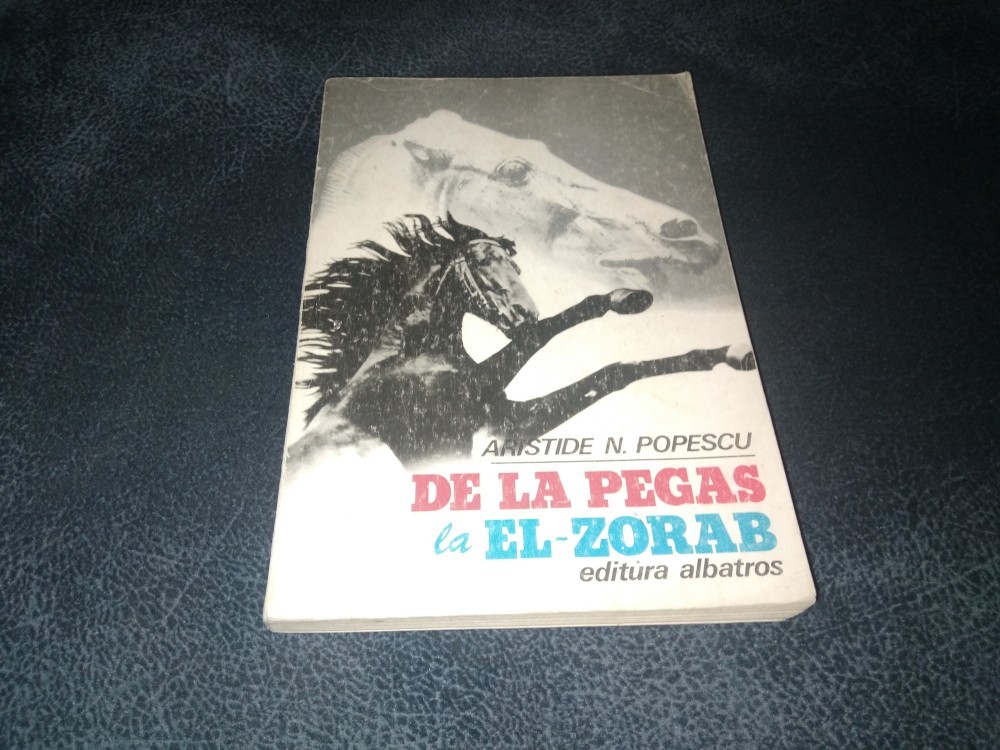 ARISTIDE N. POPESCU
DE LA PEGAS
la EL-ZORAB
editura albatros